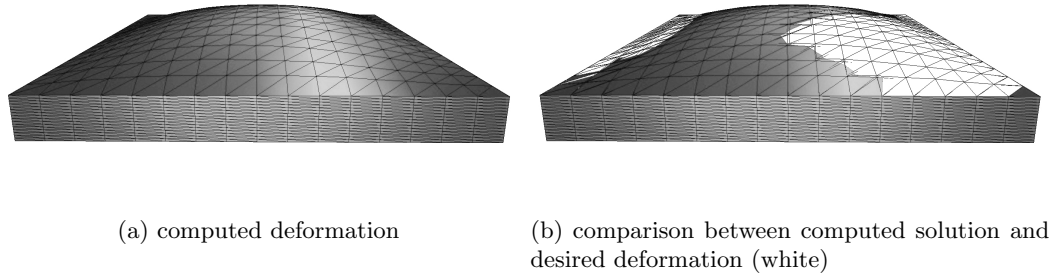 (a) computed deformation
(b) comparison between computed solution and
desired deformation (white)